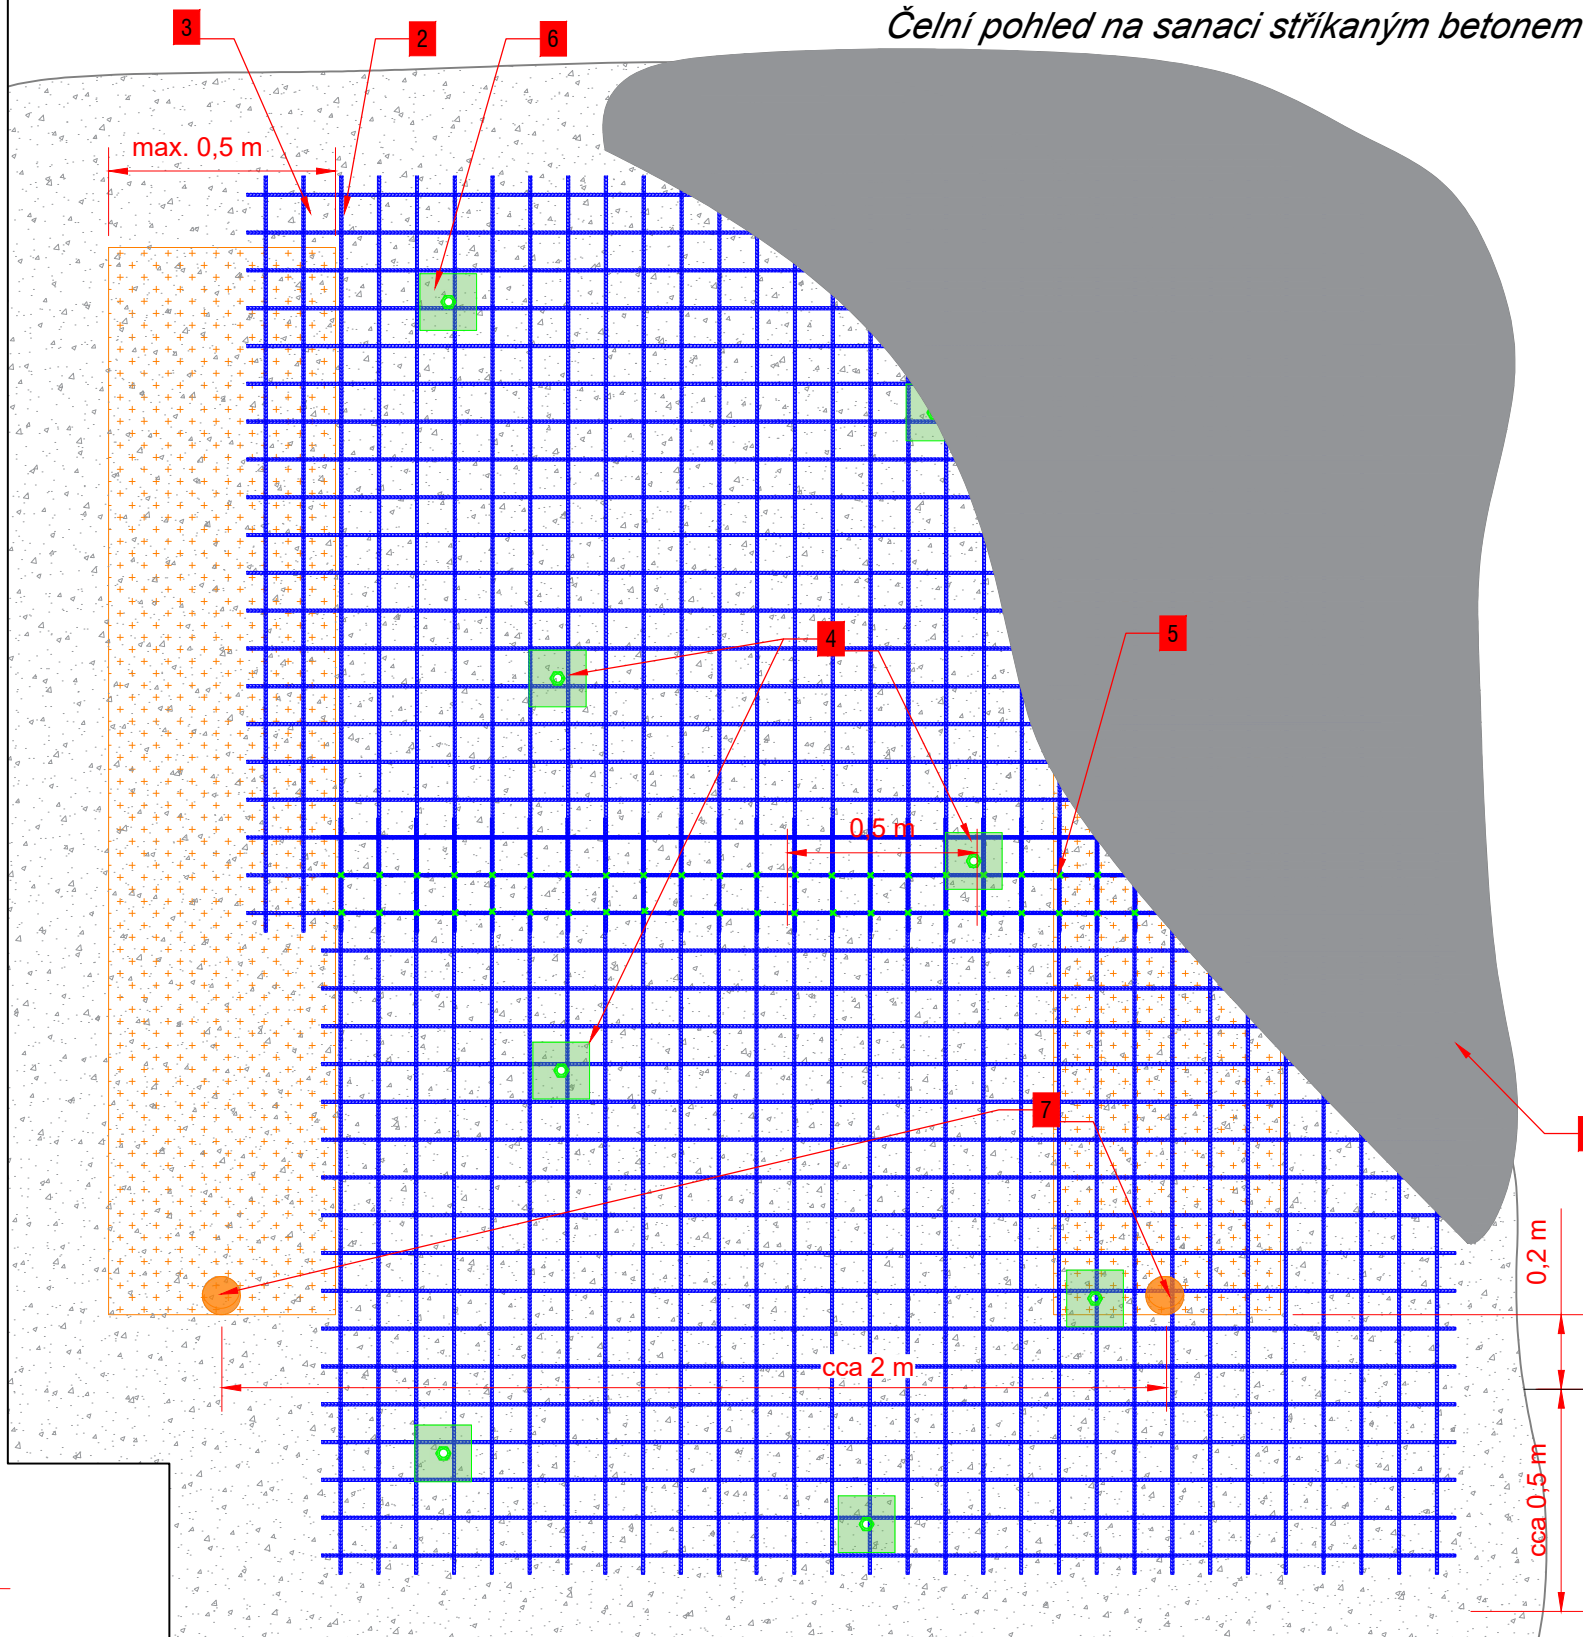 Čelní pohled na sanaci stříkaným betonem
3
2
6
max. 0,5 m
4
5
0,5 m
7
0,2 m
cca 2 m
cca 0,5 m